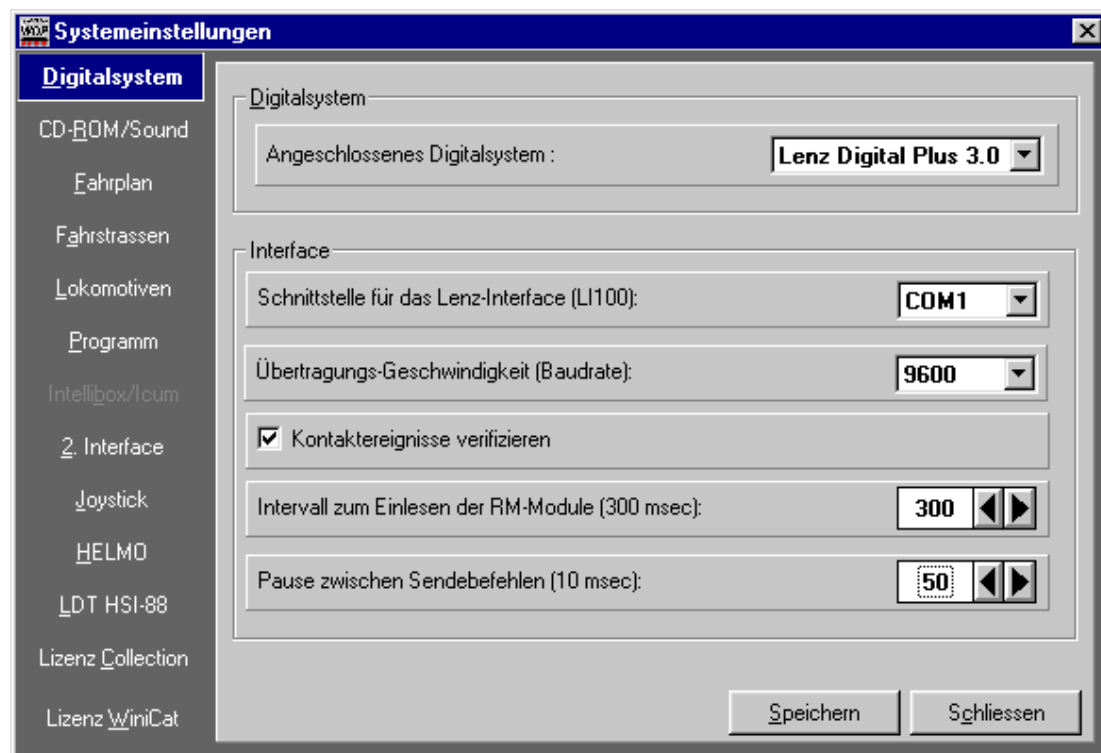 Systemeinstellungen
Digitalsystem
CD-ROM/Sound
Fahrplan
Fahrstrassen
Lokomotiven
Programm
Intellibox/Icum
2. Interface
Joystick
HELMO
LDT HSI-88
Lizenz Collection
Lizenz WiniCat
Digitalsystem
Angeschlossenes Digitalsystem : Lenz Digital Plus 3.0
Interface
Schnittstelle für das Lenz-Interface (LI100): COM1
Übertragungs-Geschwindigkeit (Baudrate): 9600
Kontaktereignisse verifizieren
Intervall zum Einlesen der RM-Module (300 msec): 300
Pause zwischen Sendebefehlen (10 msec): 50
Speichern Schliessen